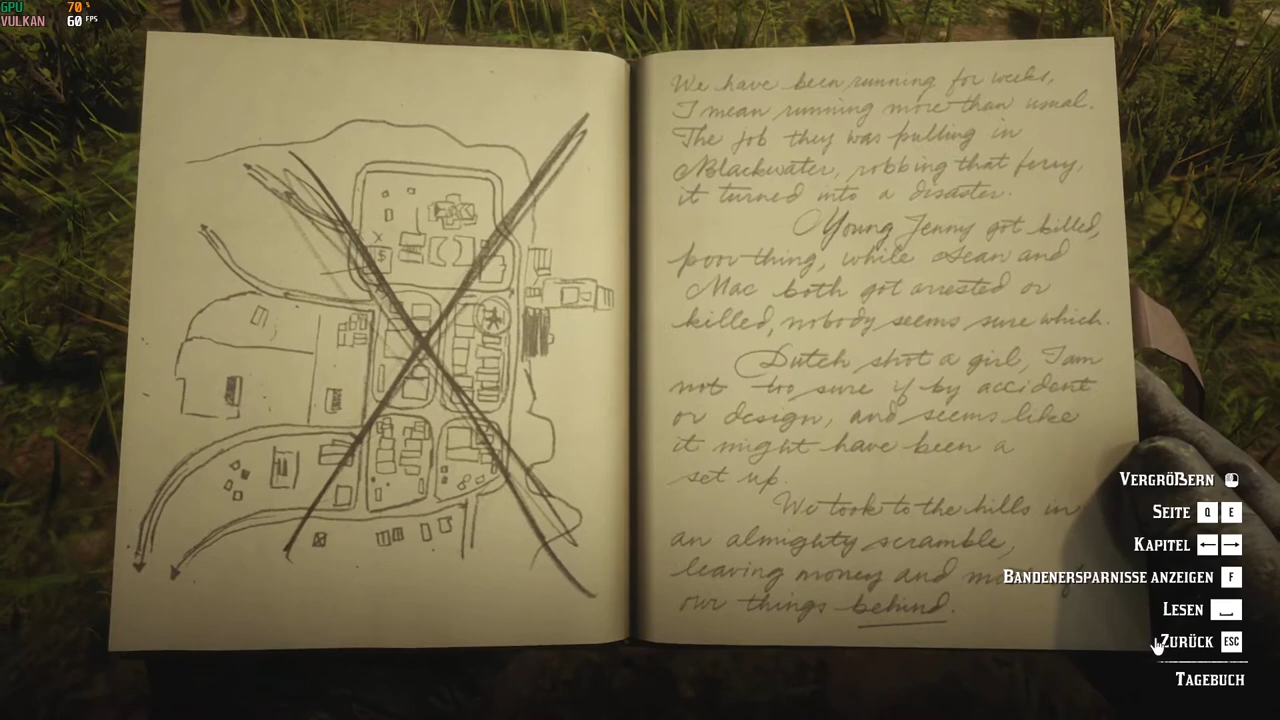 GPU 70 %
VULKAN 60 FPS
We have been running for weeks,
I mean running more than usual.
The job they was pulling in
Blackwater, robbing that ferry,
it turned into a disaster.
Young Jenny got killed,
poor thing, while Sean and
Mac both got arrested or
killed, nobody seems sure which.
Dutch shot a girl, I am
not too sure if by accident
or design, and seems like
it might have been a
set up.
We took to the hills in
an almighty scramble,
leaving money and most of
our things behind.
$
X
VERGRÖẞERN
SEITE Q E
KAPITEL ← →
BANDENERSPARNISSE ANZEIGEN F
LESEN
ZURÜCK ESC
TAGEBUCH